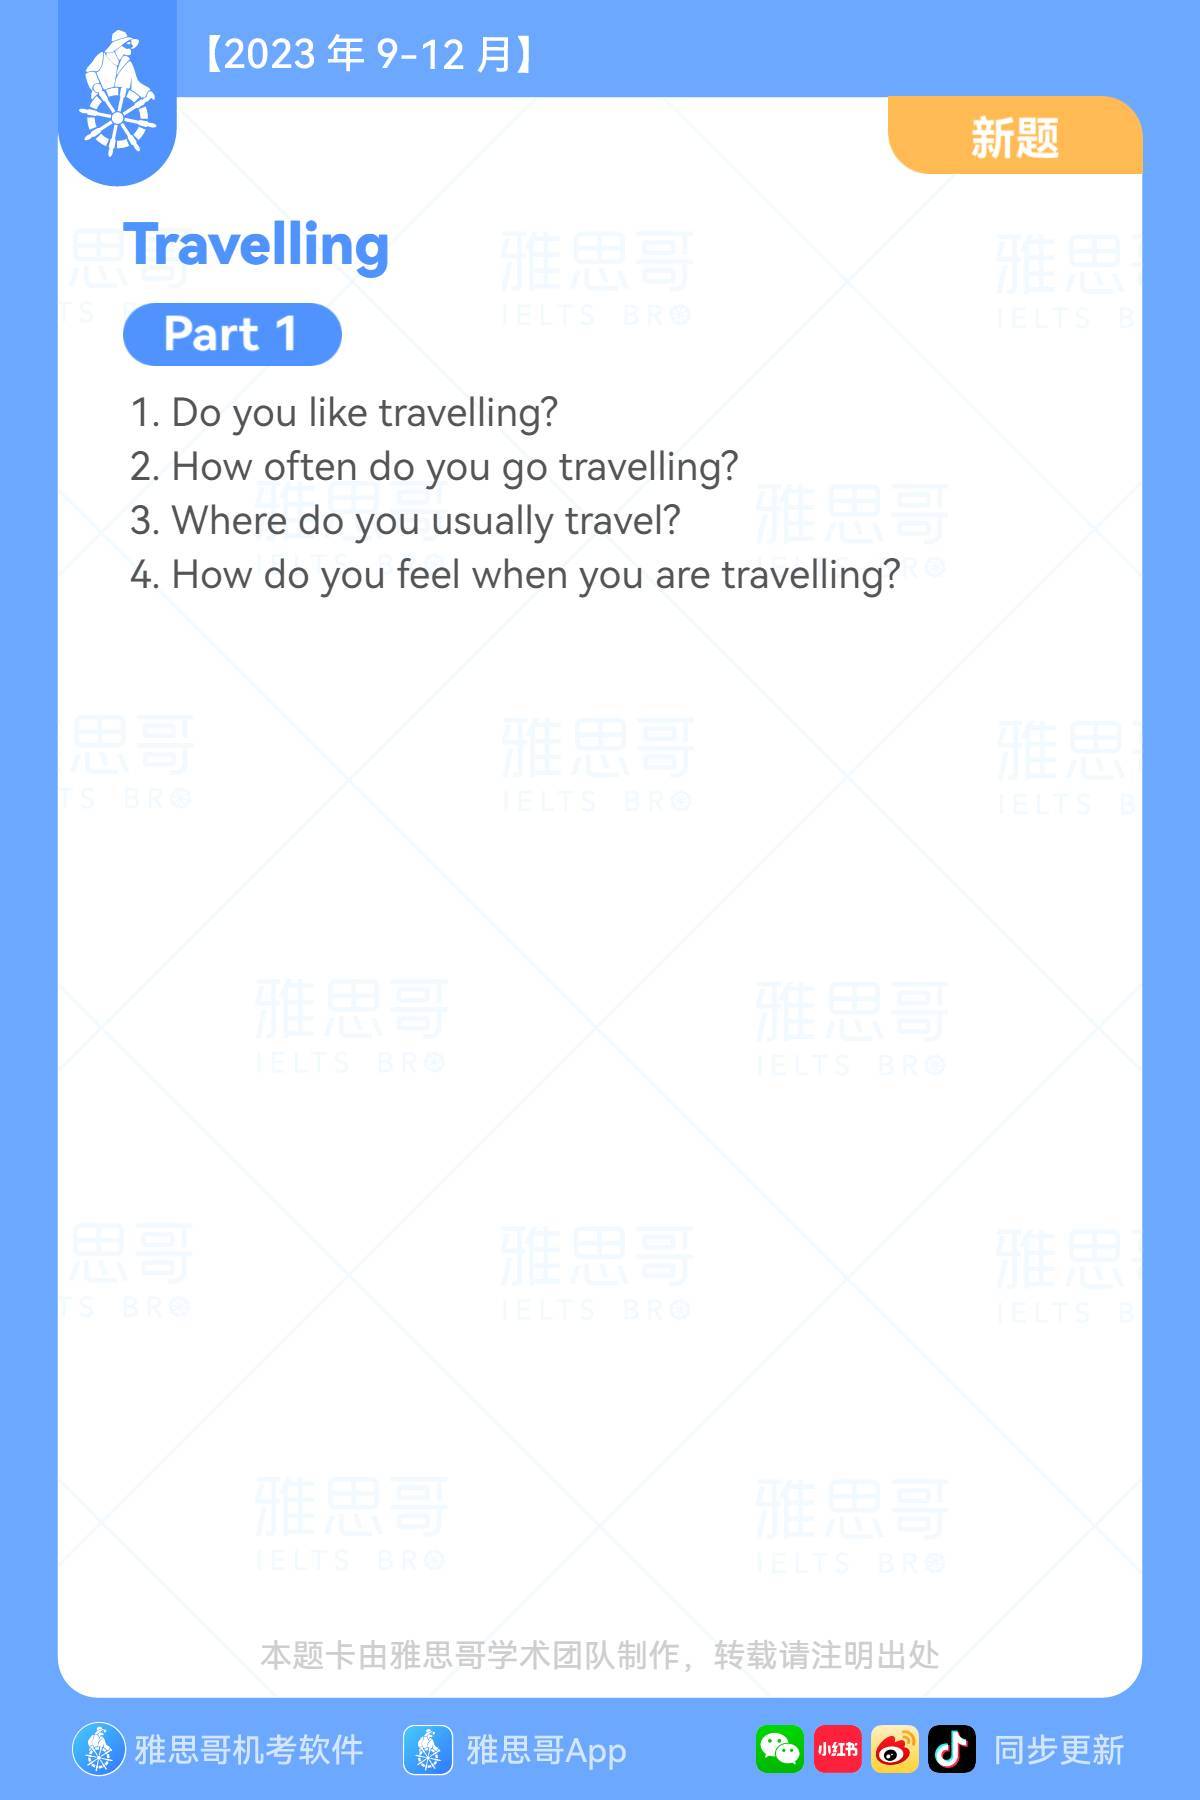 【2023 年 9-12 月】
新题
Travelling
Part 1
1. Do you like travelling?
2. How often do you go travelling?
3. Where do you usually travel?
4. How do you feel when you are travelling?
雅思哥
IELTS BRO
本题卡由雅思哥学术团队制作，转载请注明出处
雅思哥机考软件 雅思哥App 小红书 同步更新